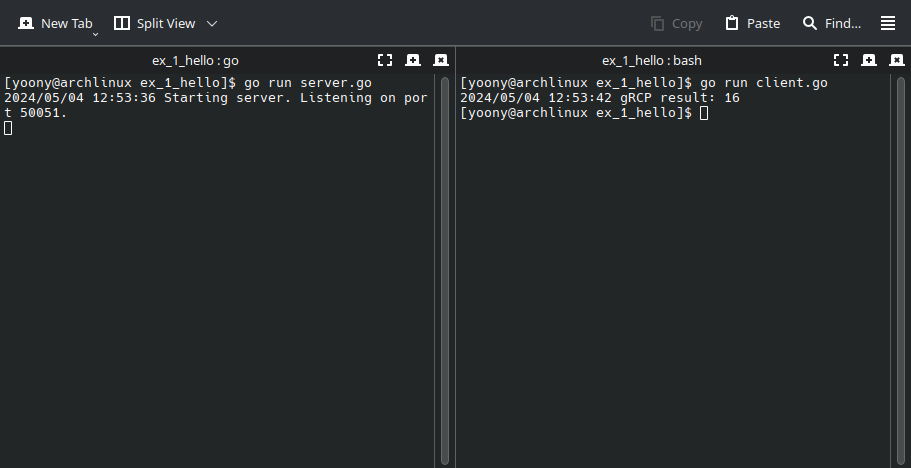 New Tab
Split View
Copy
Paste
Find...
ex_1_hello : go
[yoony@archlinux ex_1_hello]$ go run server.go
2024/05/04 12:53:36 Starting server. Listening on por
t 50051.
ex_1_hello : bash
[yoony@archlinux ex_1_hello]$ go run client.go
2024/05/04 12:53:42 gRCP result: 16
[yoony@archlinux ex_1_hello]$